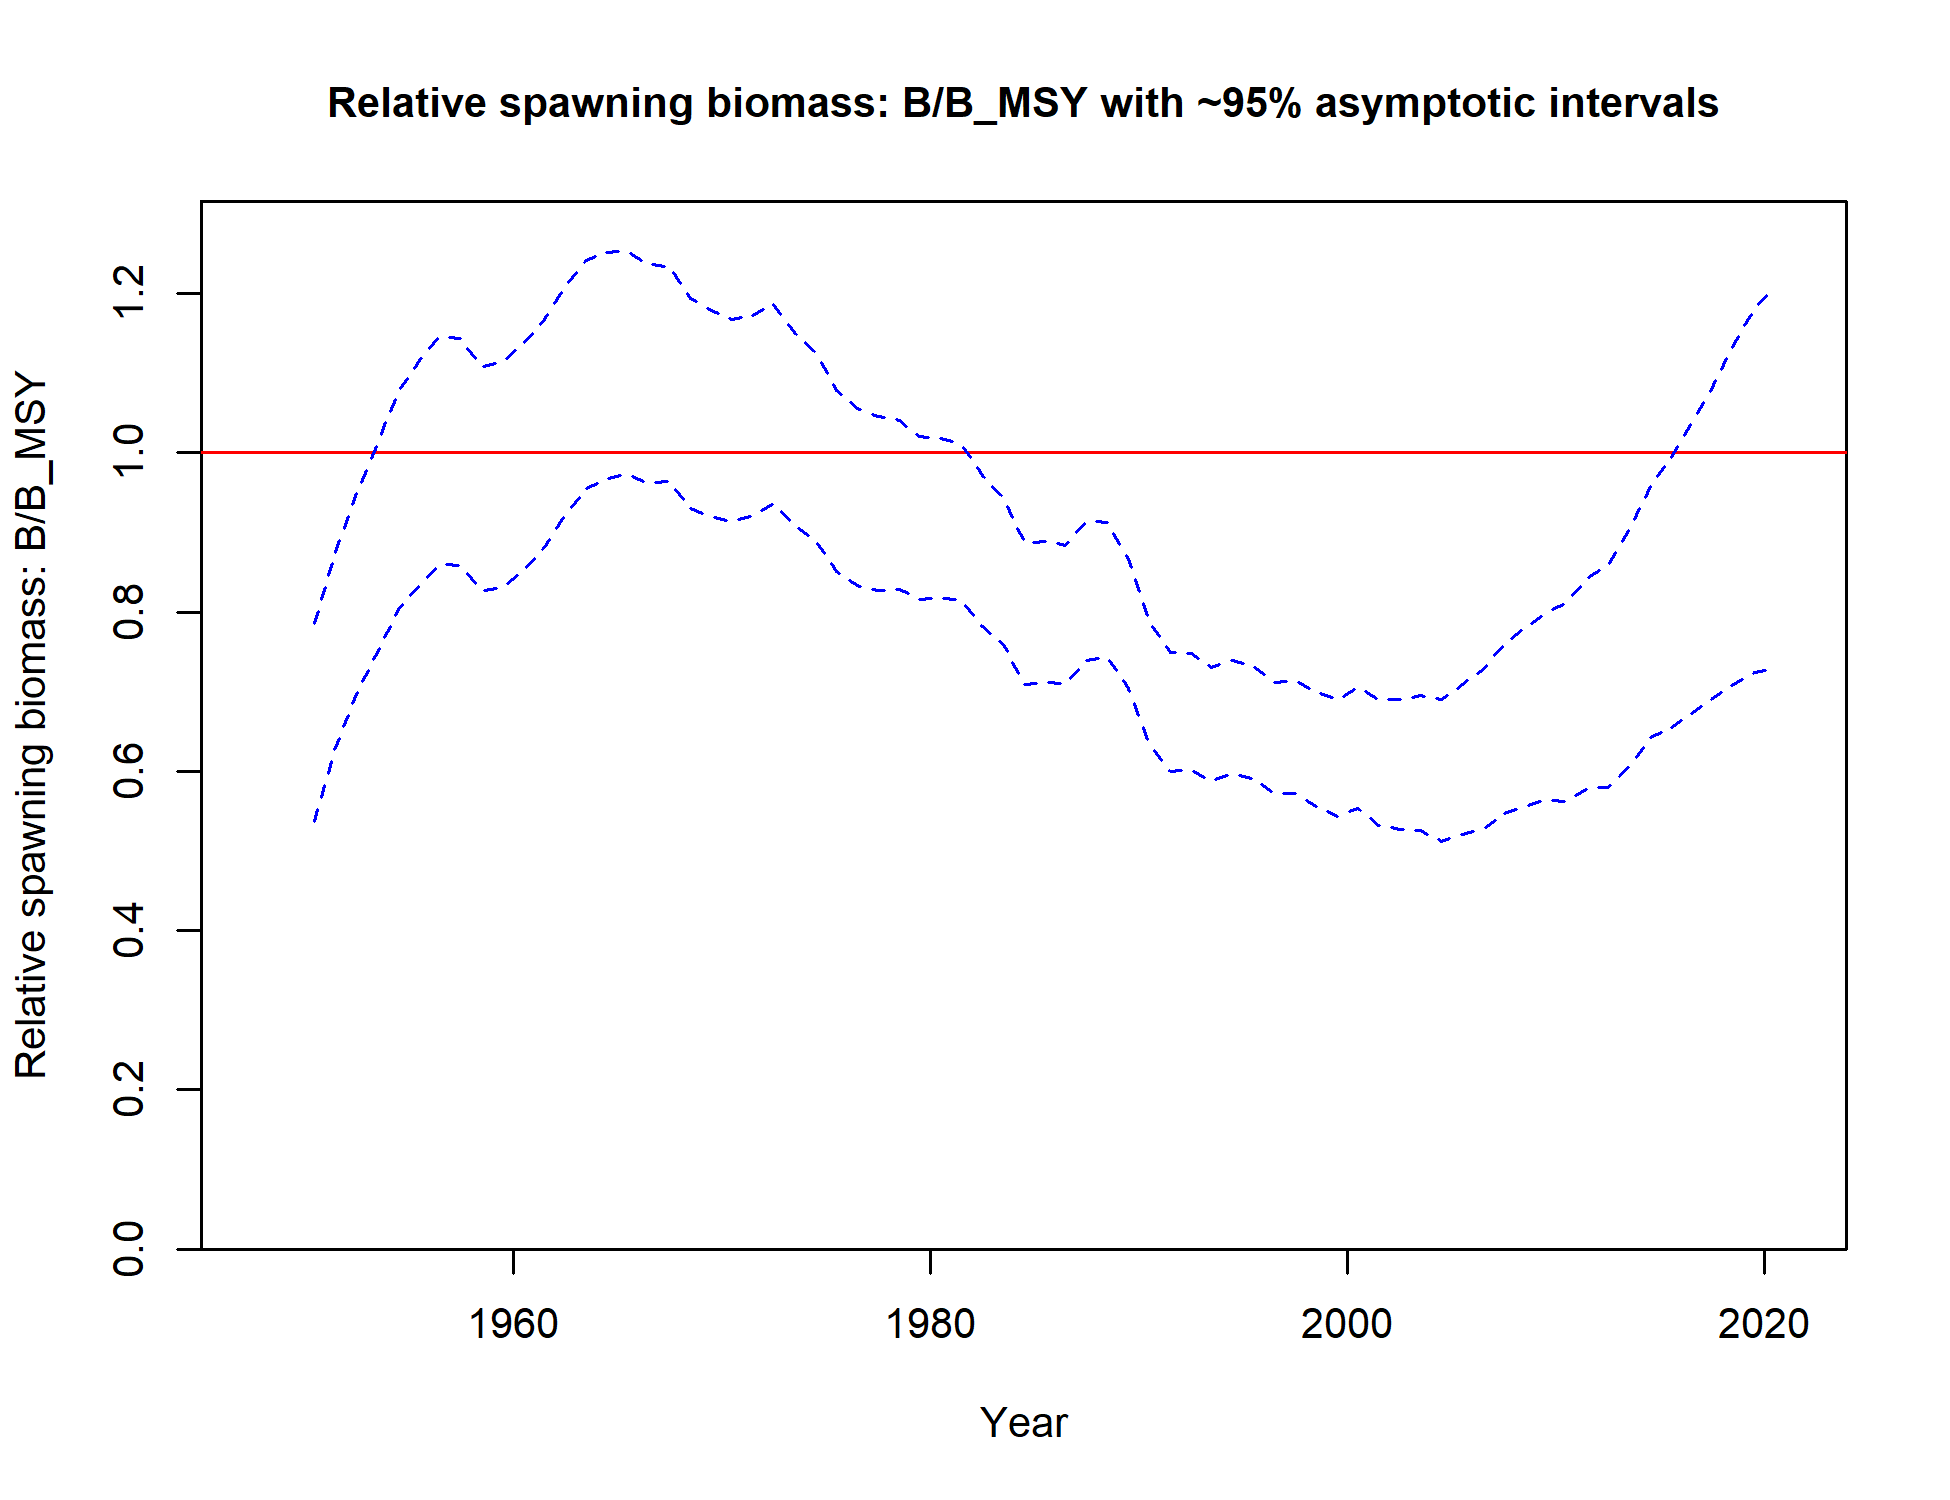 Relative spawning biomass: B/B_MSY with ~95% asymptotic intervals
Relative spawning biomass: B/B_MSY
1.2
1.0
0.8
0.6
0.4
0.2
0.0
1960 1980 2000 2020
Year